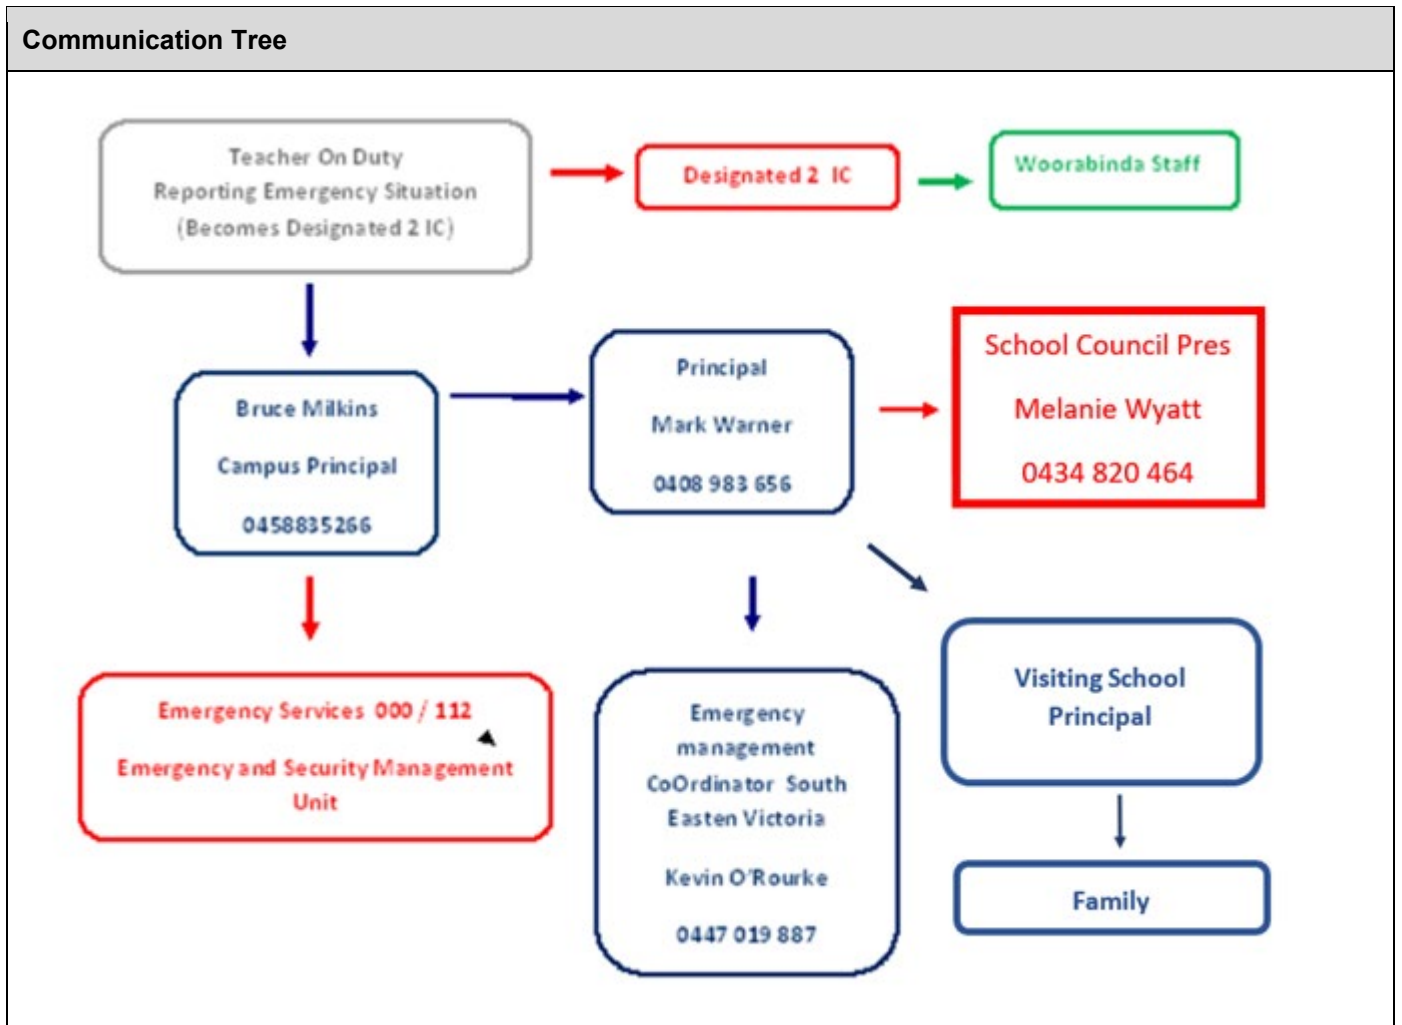 Communication Tree
Teacher On Duty
Reporting Emergency Situation
(Becomes Designated 2 IC)
Designated 2 IC
Woorabinda Staff
Bruce Milkins
Campus Principal
0458835266
Principal
Mark Warner
0408 983 656
School Council Pres
Melanie Wyatt
0434 820 464
Emergency Services 000 / 112
Emergency and Security Management
Unit
Emergency
management
CoOrdinator South
Easten Victoria
Kevin O'Rourke
0447 019 887
Visiting School
Principal
Family